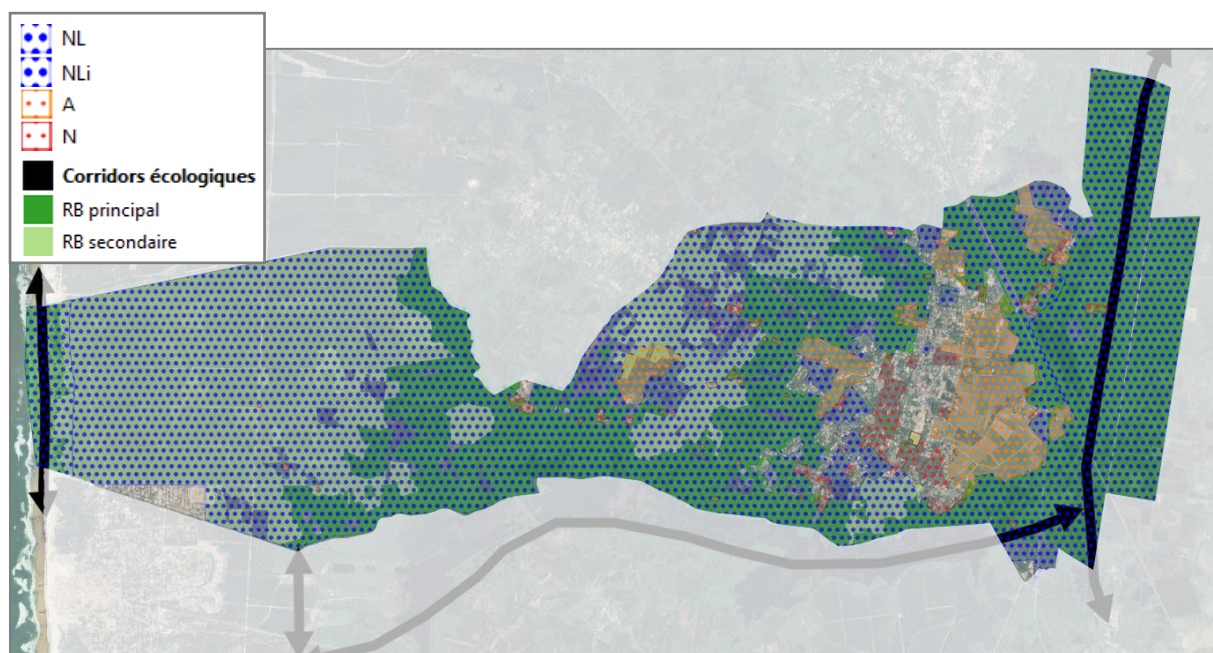 NL
NLi
A
N
Corridors écologiques
RB principal
RB secondaire